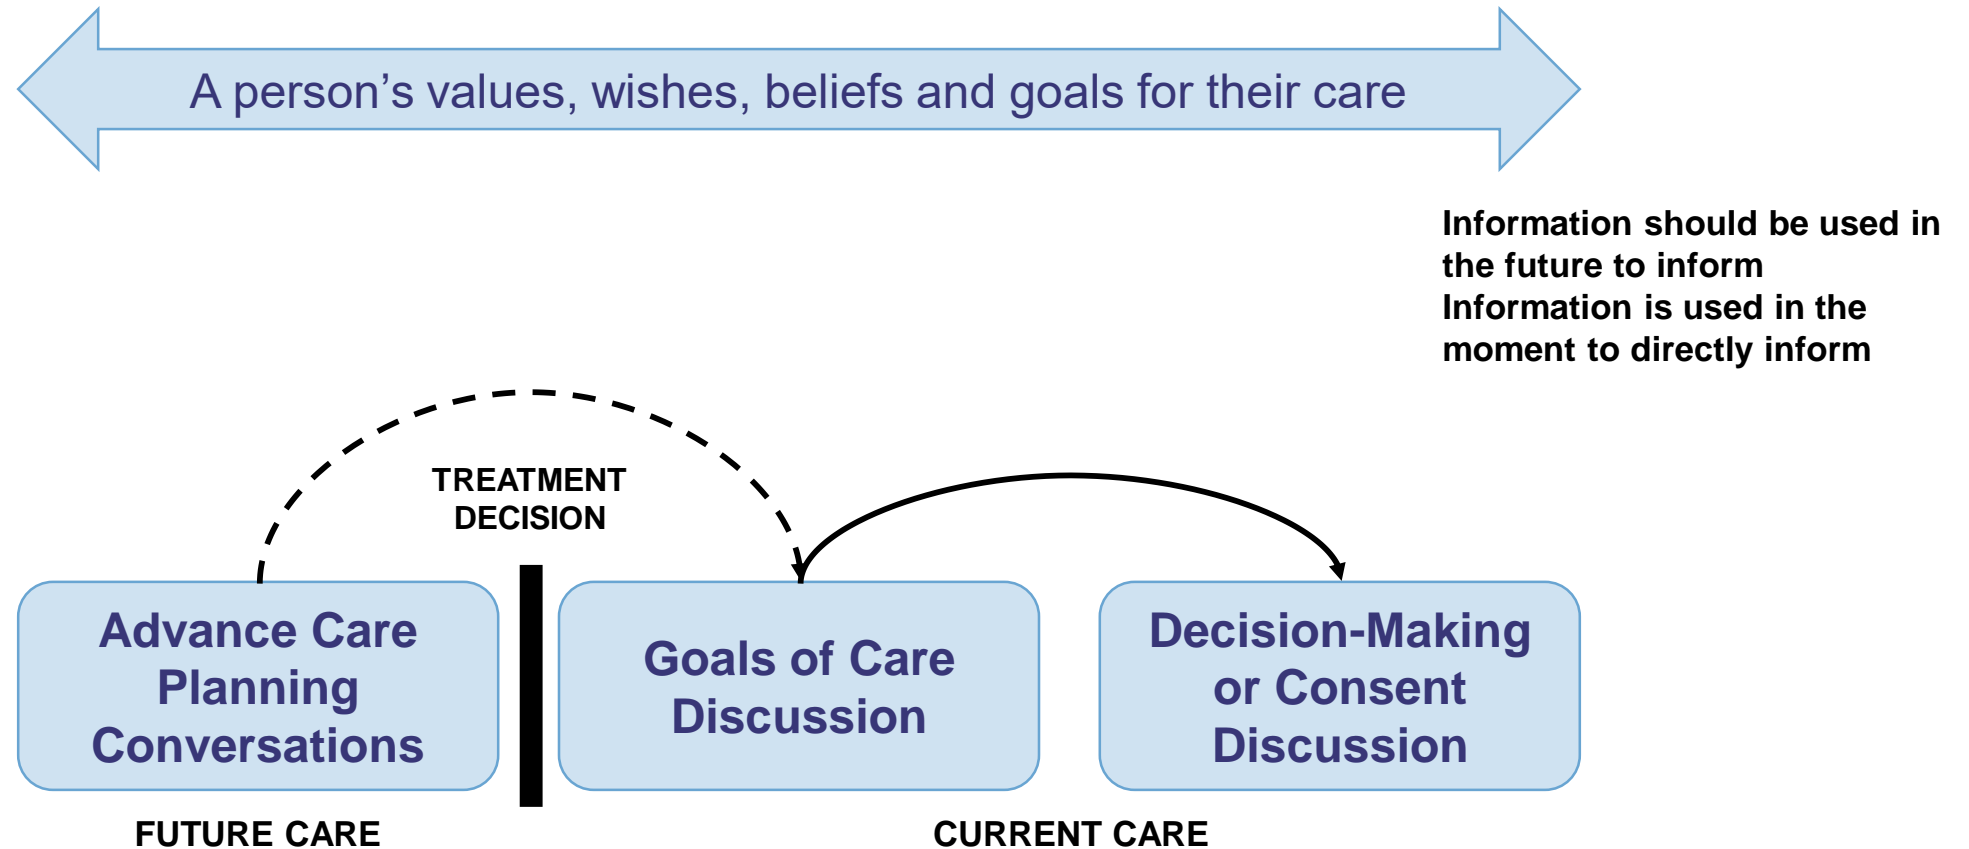 A person’s values, wishes, beliefs and goals for their care
Information should be used in
the future to inform
Information is used in the
moment to directly inform
TREATMENT
DECISION
Advance Care
Planning
Conversations
Goals of Care
Discussion
Decision-Making
or Consent
Discussion
FUTURE CARE
CURRENT CARE